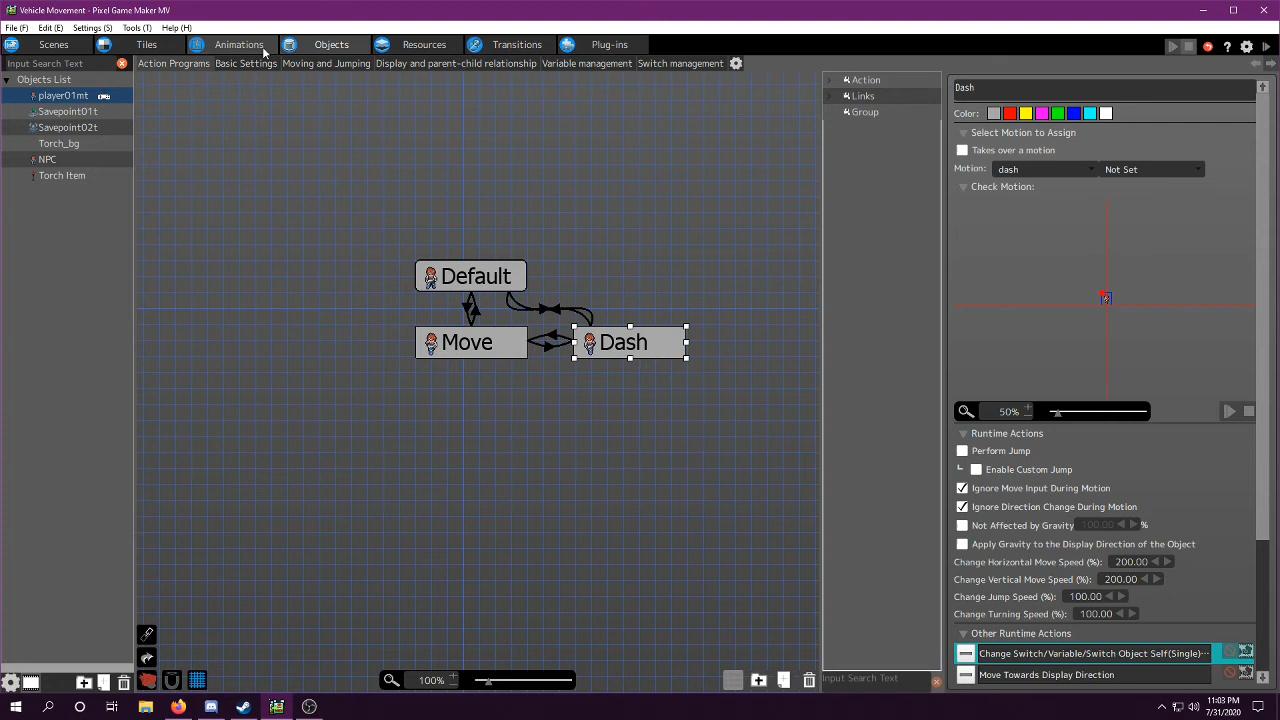 Vehicle Movement - Pixel Game Maker MV
File (F) Edit (E) Settings (S) Tools (T) Help (H)
Scenes Tiles Animations Objects Resources Transitions Plug-ins
Input Search Text Action Programs Basic Settings Moving and Jumping Display and parent-child relationship Variable management Switch management
Objects List
player01mt
Savepoint01t
Savepoint02t
Torch_bg
NPC
Torch Item
Default
Move
Dash
100%
Action
Links
Group
Input Search Text
Dash
Color:
Select Motion to Assign
Takes over a motion
Motion: dash Not Set
Check Motion:
50%
Runtime Actions
Perform Jump
Enable Custom Jump
Ignore Move Input During Motion
Ignore Direction Change During Motion
Not Affected by Gravity 100.00 %
Apply Gravity to the Display Direction of the Object
Change Horizontal Move Speed (%): 200.00
Change Vertical Move Speed (%): 200.00
Change Jump Speed (%): 100.00
Change Turning Speed (%): 100.00
Other Runtime Actions
Change Switch/Variable/Switch Object Self(Single)···
Move Towards Display Direction
11:03 PM
7/31/2020